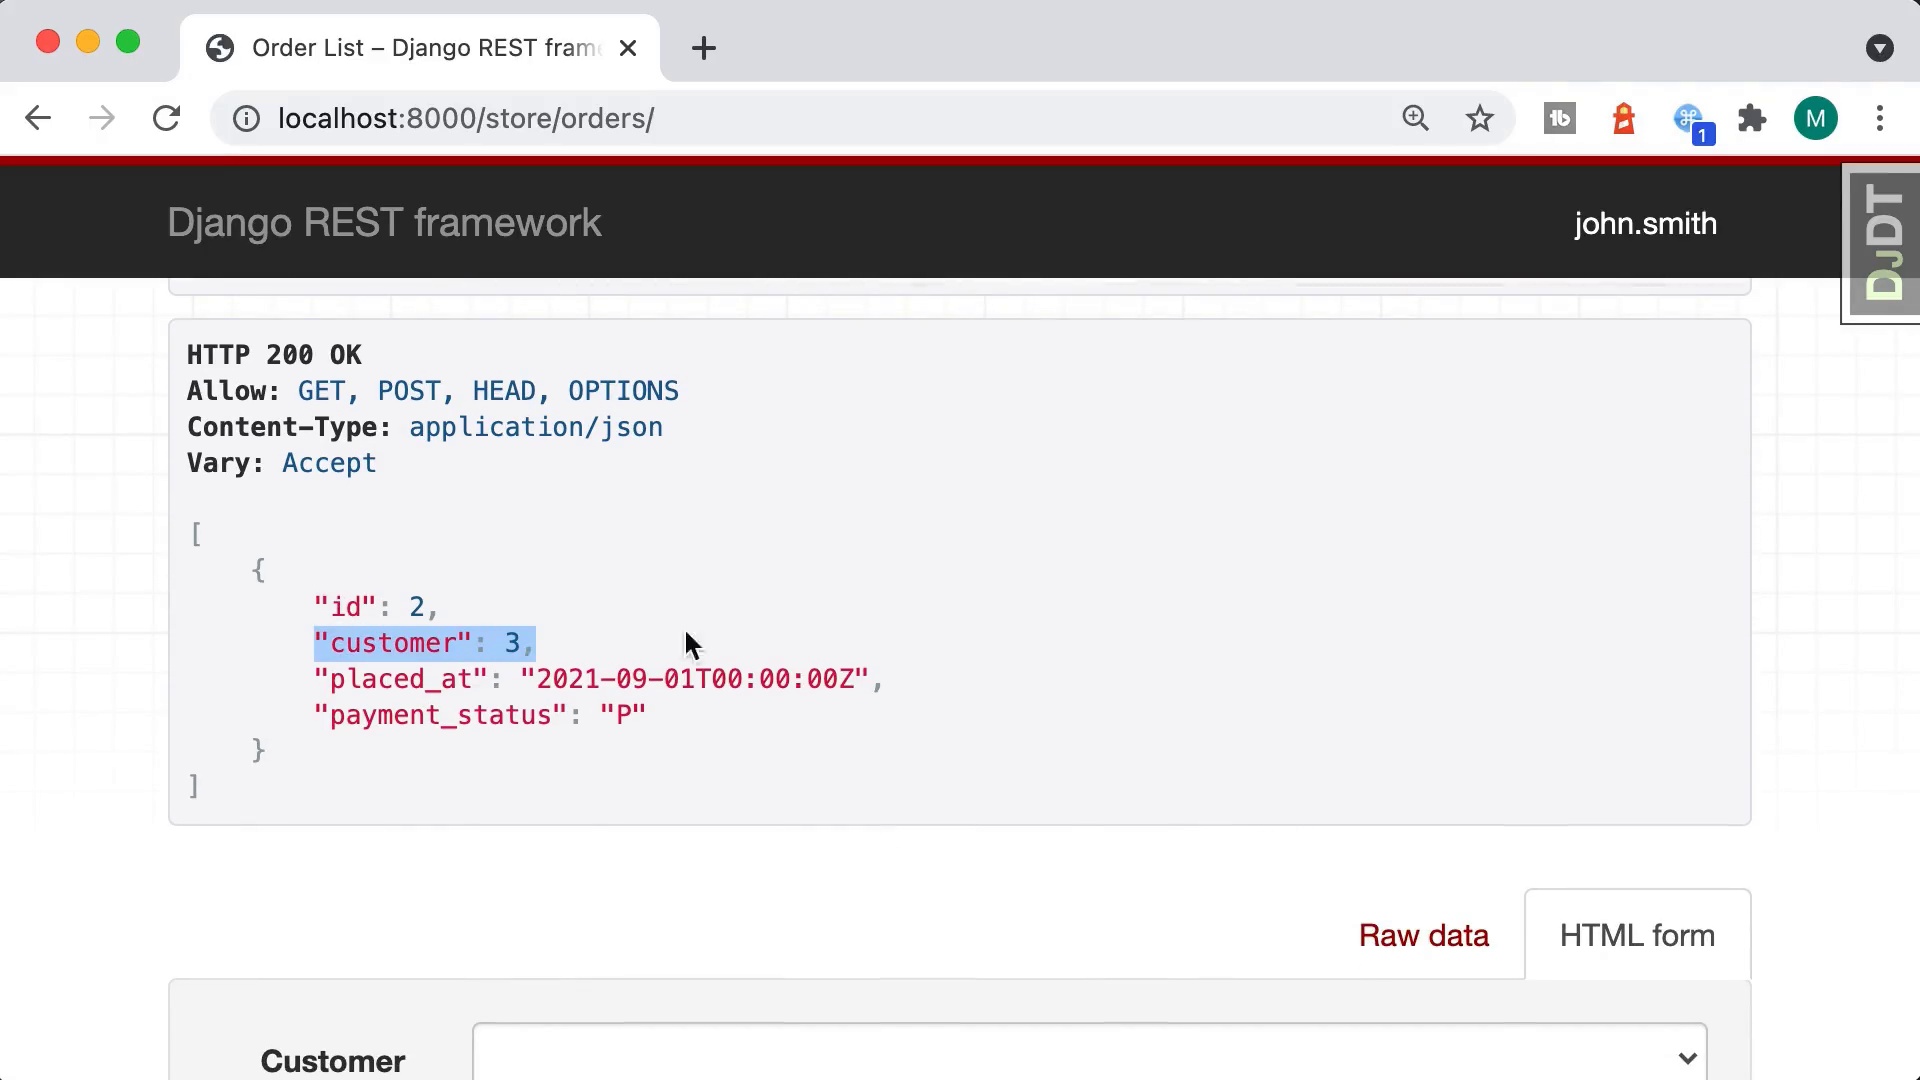 Order List – Django REST frame
localhost:8000/store/orders/
1
M
Django REST framework
john.smith
DJDT
HTTP 200 OK
Allow: GET, POST, HEAD, OPTIONS
Content-Type: application/json
Vary: Accept
[
{
"id": 2,
"customer": 3,
"placed_at": "2021-09-01T00:00:00Z",
"payment_status": "P"
}
]
Raw data
HTML form
Customer